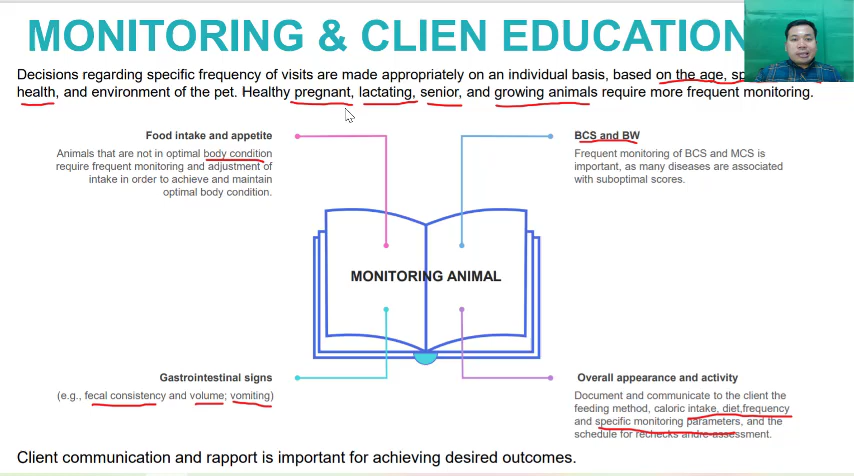 MONITORING & CLIEN EDUCATION
Decisions regarding specific frequency of visits are made appropriately on an individual basis, based on the age,
health, and environment of the pet. Healthy pregnant, lactating, senior, and growing animals require more frequent monitoring.
Food intake and appetite
Animals that are not in optimal body condition
require frequent monitoring and adjustment of
intake in order to achieve and maintain
optimal body condition.
BCS and BW
Frequent monitoring of BCS and MCS is
important, as many diseases are associated
with suboptimal scores.
MONITORING ANIMAL
Gastrointestinal signs
(e.g., fecal consistency and volume; vomiting)
Overall appearance and activity
Document and communicate to the client the
feeding method, caloric intake, diet,frequency
and specific monitoring parameters, and the
schedule for rechecks andre-assessment.
Client communication and rapport is important for achieving desired outcomes.